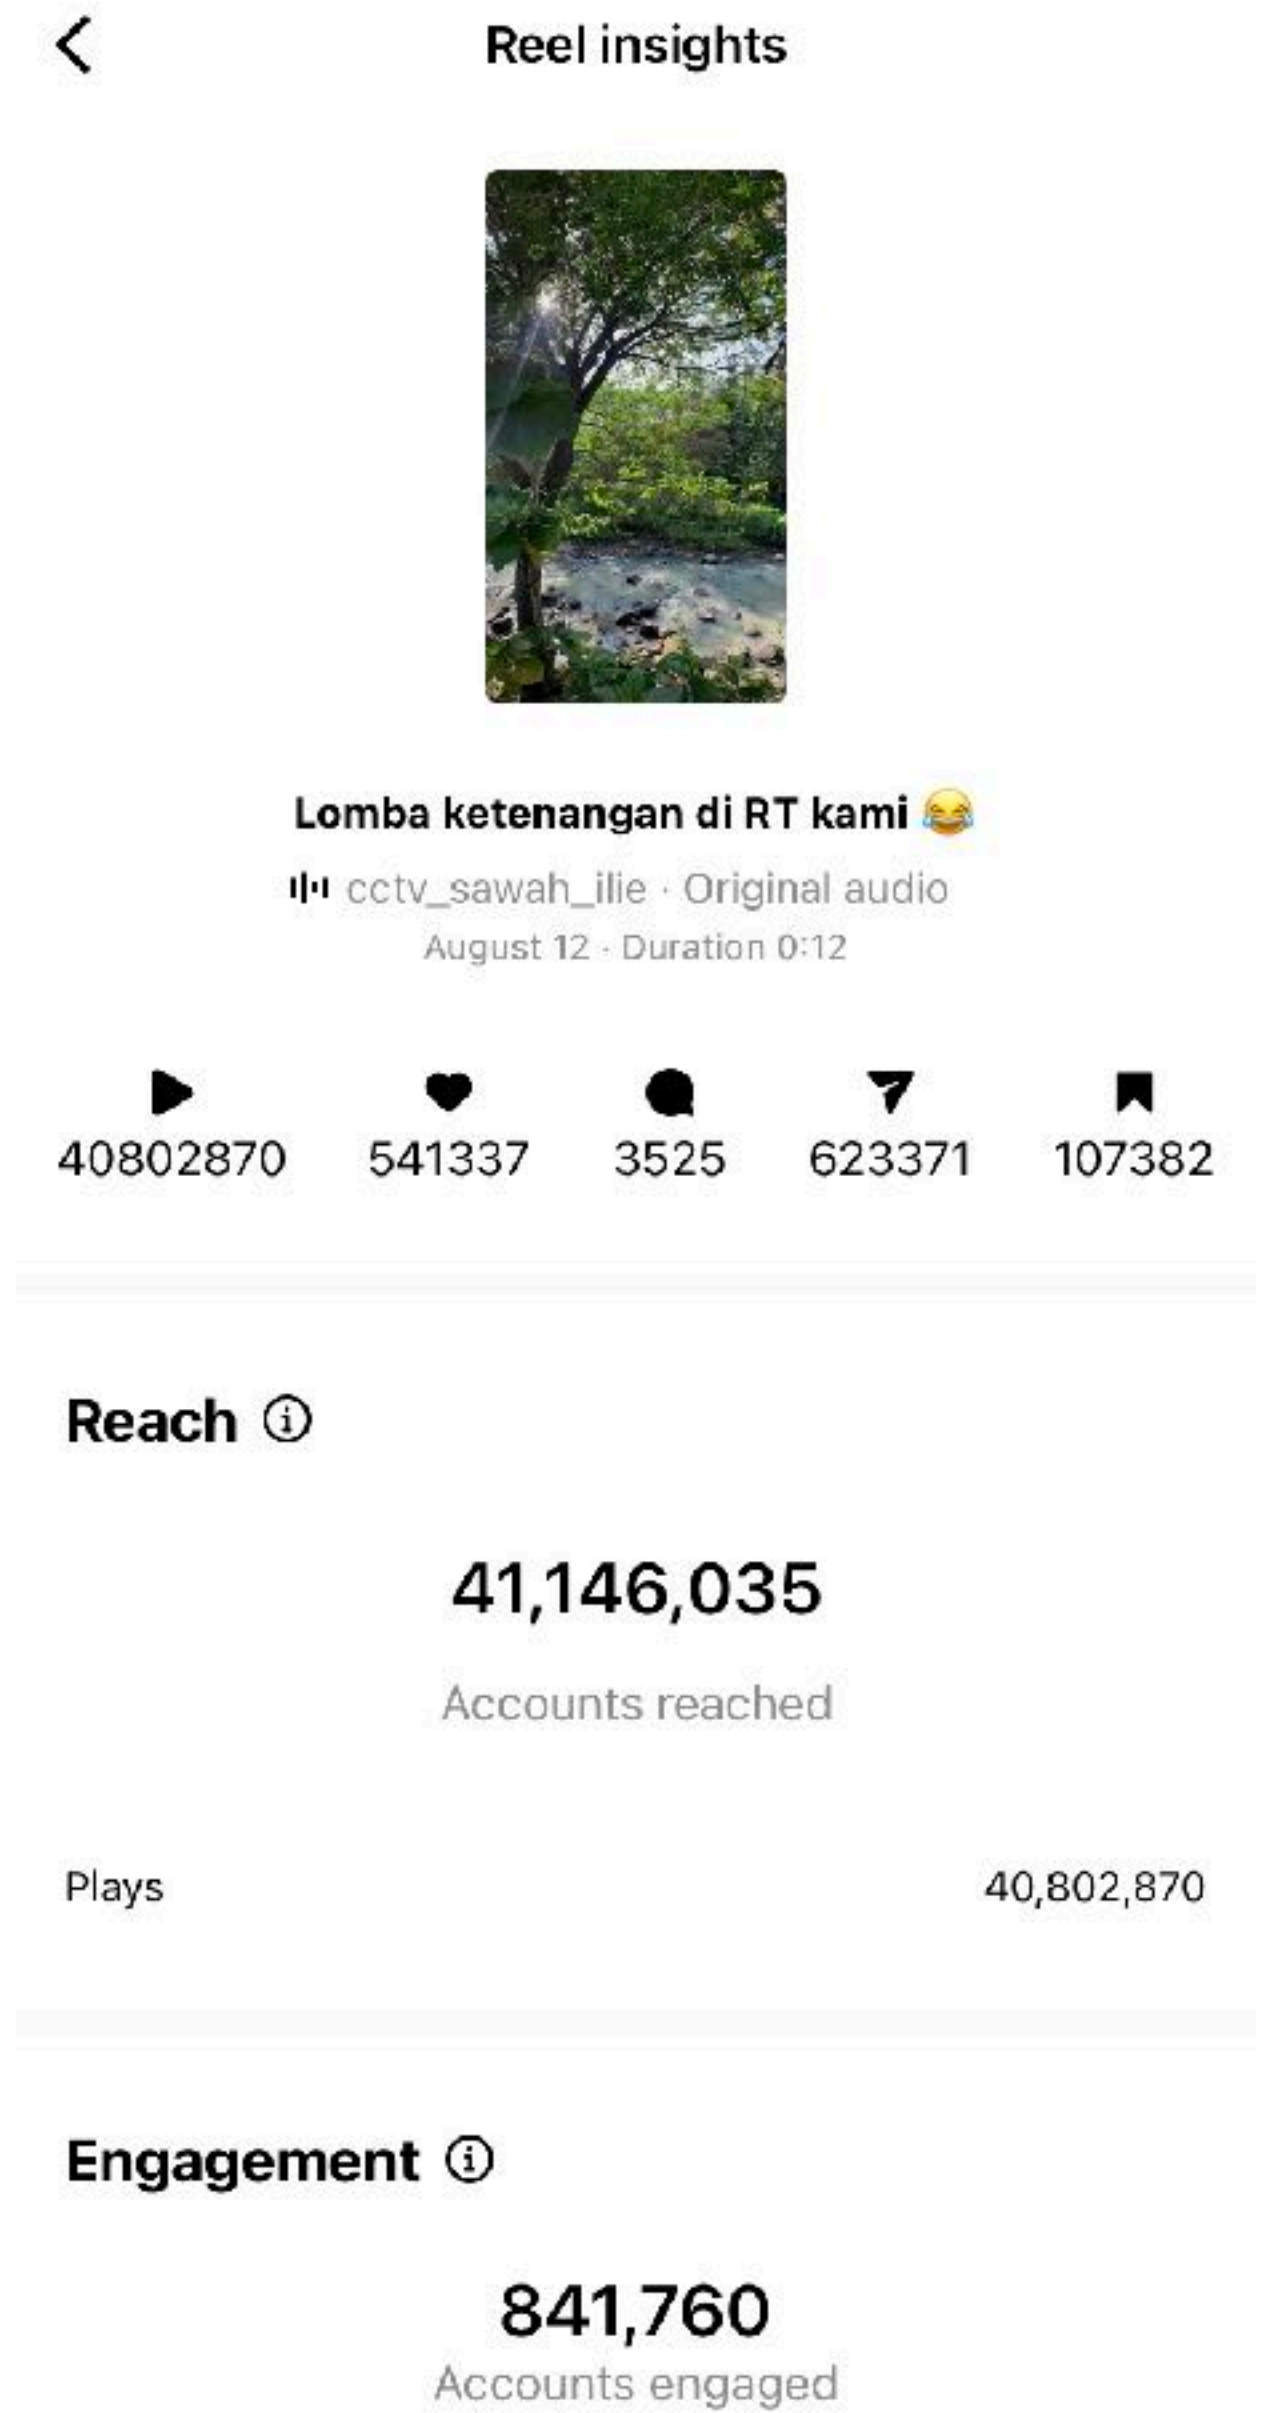 Reel insights
Lomba ketenangan di RT kami 😂
cctv_sawah_ilie · Original audio
August 12 · Duration 0:12
40802870 541337 3525 623371 107382
Reach
41,146,035
Accounts reached
Plays 40,802,870
Engagement
841,760
Accounts engaged